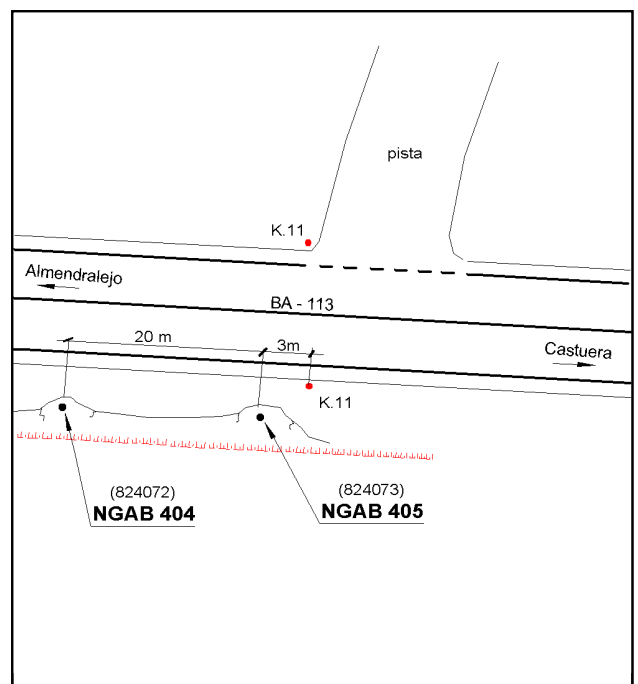 pista
K.11
Almendralejo
BA - 113
20 m
3m
Castuera
K.11
(824072)
NGAB 404
(824073)
NGAB 405